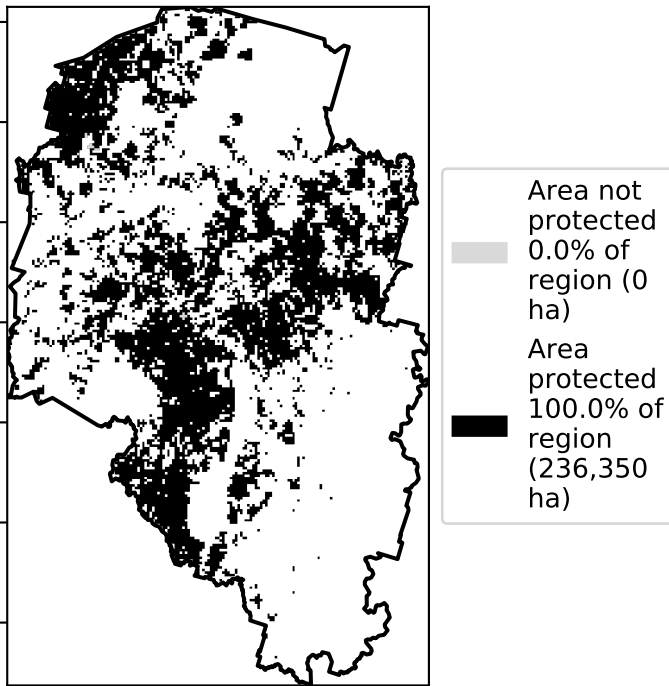 Area not
protected
0.0% of
region (0
ha)
Area
protected
100.0% of
region
(236,350
ha)